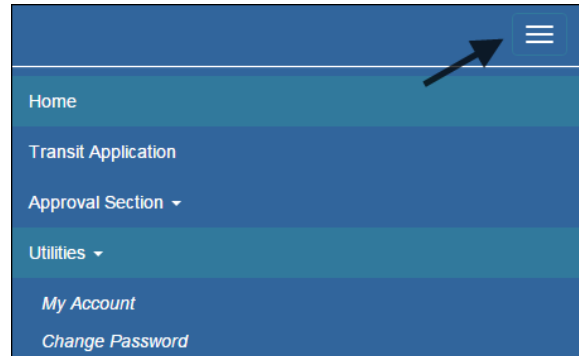 Home
Transit Application
Approval Section
Utilities
My Account
Change Password